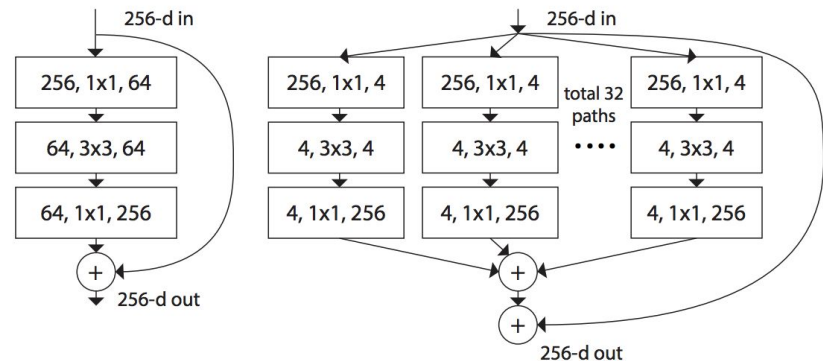 256-d in
256, 1x1, 64
64, 3x3, 64
64, 1x1, 256
+
256-d out
256-d in
256, 1x1, 4
256, 1x1, 4
total 32
paths
256, 1x1, 4
4, 3x3, 4
4, 3x3, 4
....
4, 3x3, 4
4, 1x1, 256
4, 1x1, 256
4, 1x1, 256
+
+
256-d out